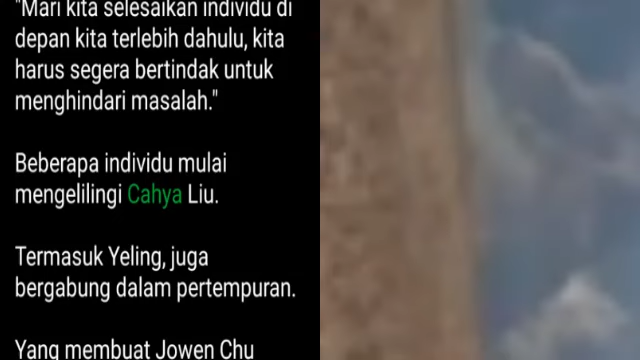 "Mari kita selesaikan individu di
depan kita terlebih dahulu, kita
harus segera bertindak untuk
menghindari masalah."
Beberapa individu mulai
mengelilingi Cahya Liu.
Termasuk Yeling, juga
bergabung dalam pertempuran.
Yang membuat Jowen Chu